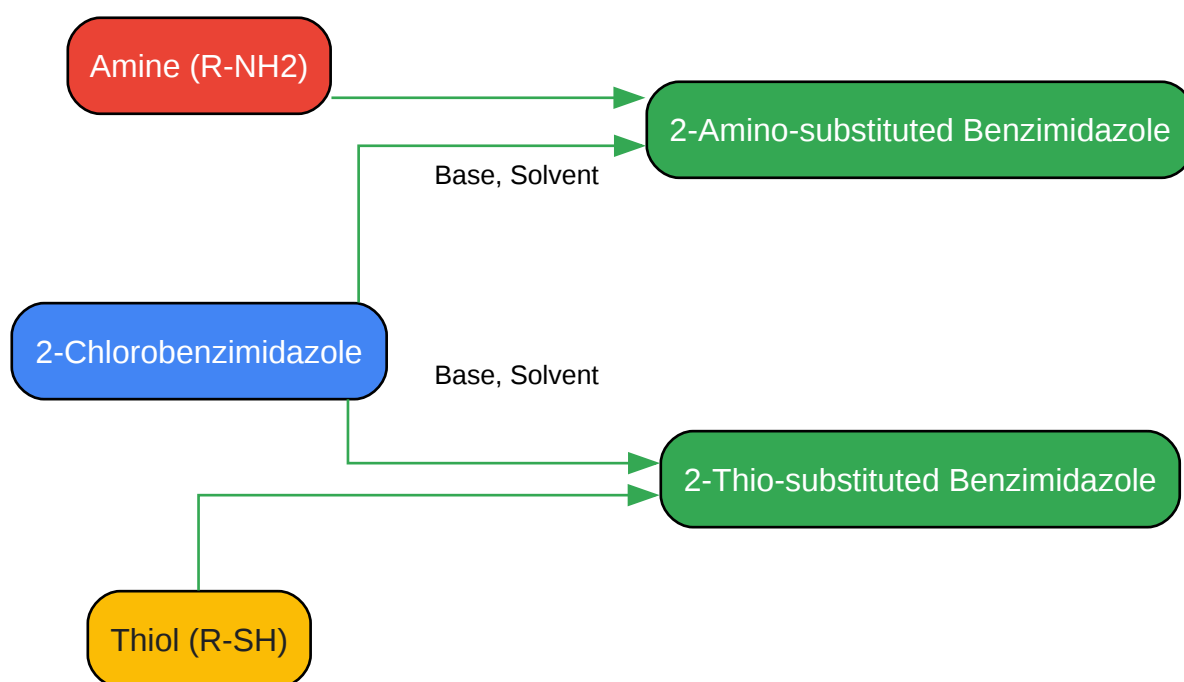 Amine (R-NH2)
2-Amino-substituted Benzimidazole
Base, Solvent
2-Chlorobenzimidazole
Base, Solvent
2-Thio-substituted Benzimidazole
Thiol (R-SH)